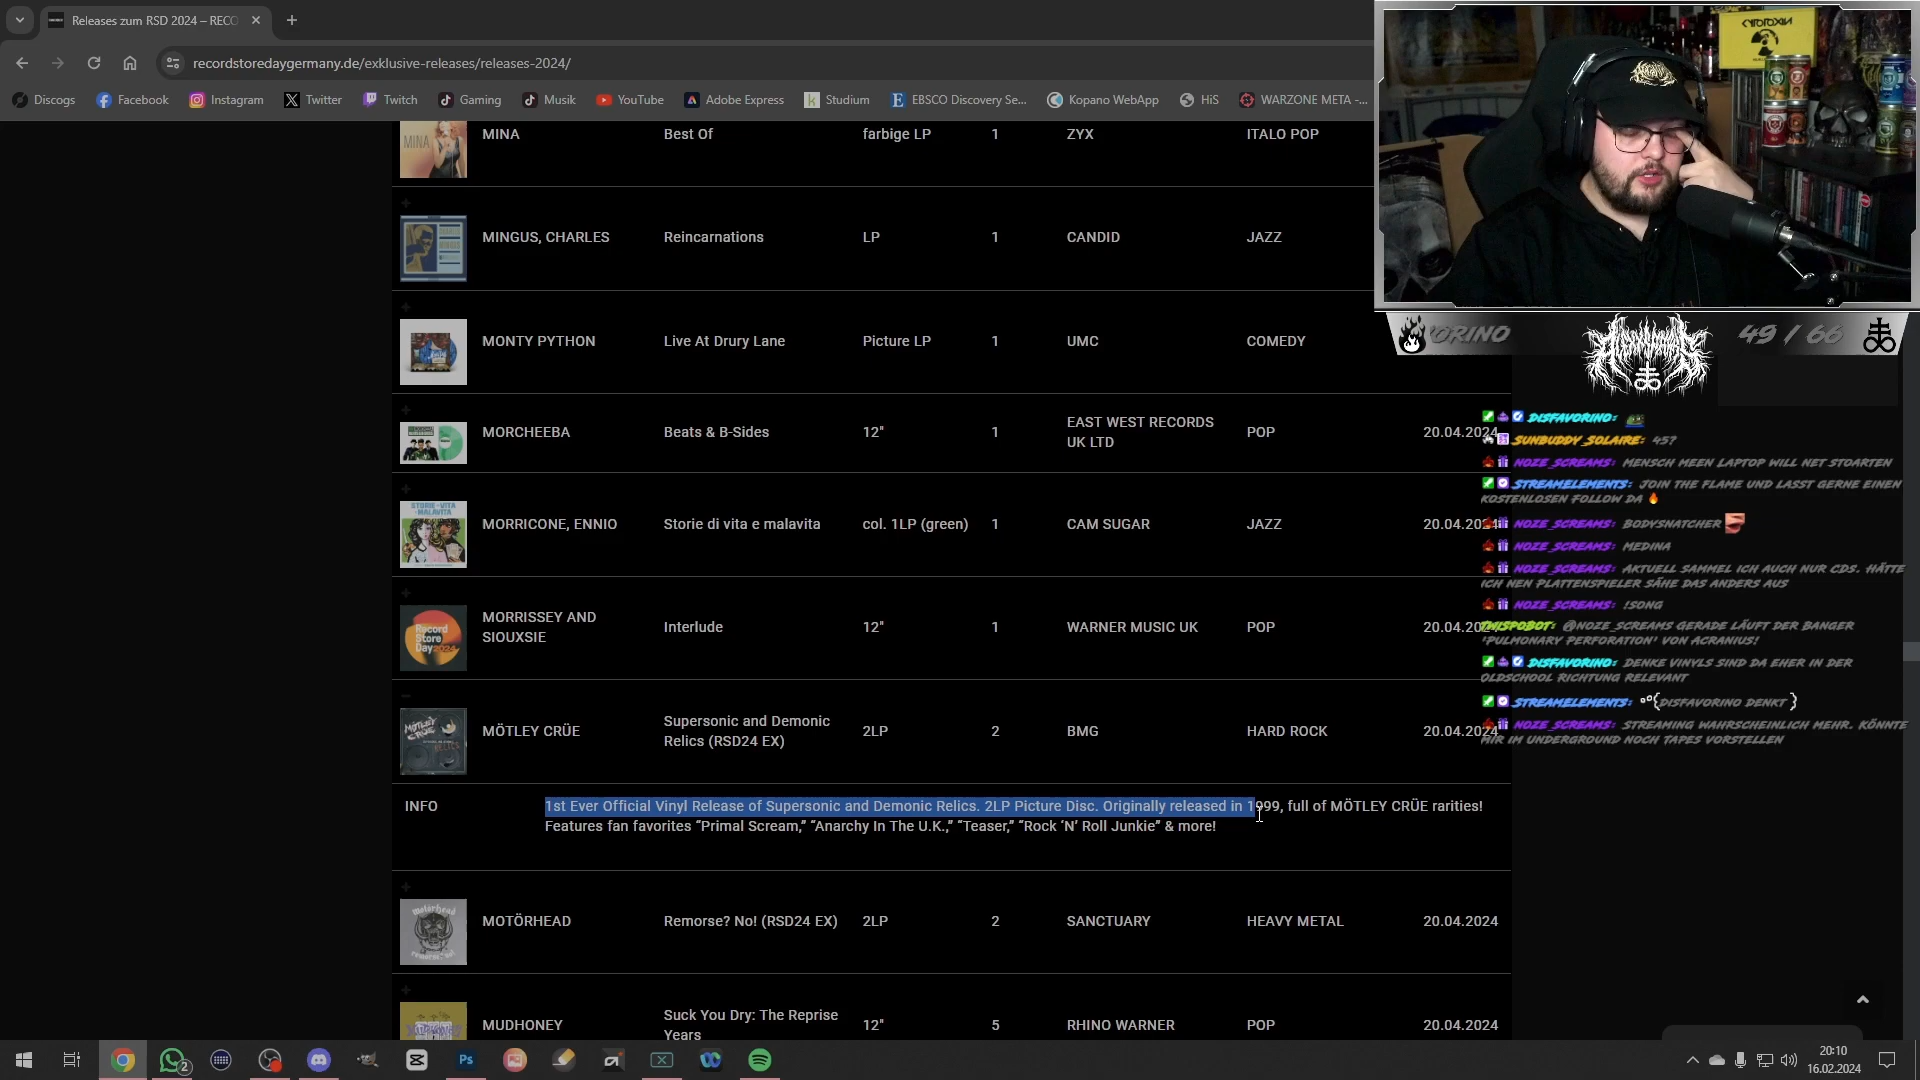 Releases zum RSD 2024 – RECO
recordstoredaygermany.de/exklusive-releases/releases-2024/
Discogs Facebook Instagram Twitter Twitch Gaming Musik YouTube Adobe Express Studium EBSCO Discovery Se... Kopano WebApp HiS WARZONE META -...
CYTOTOXIN
MINA Best Of farbige LP 1 ZYX ITALO POP
MINGUS, CHARLES Reincarnations LP 1 CANDID JAZZ
MONTY PYTHON Live At Drury Lane Picture LP 1 UMC COMEDY
49 / 66
MORCHEEBA Beats & B-Sides 12" 1 EAST WEST RECORDS UK LTD POP 20.04.2024
MORRICONE, ENNIO Storie di vita e malavita col. 1LP (green) 1 CAM SUGAR JAZZ 20.04.2024
Record Store Day 2024
MORRISSEY AND SIOUXSIE Interlude 12" 1 WARNER MUSIC UK POP 20.04.2024
MÖTLEY CRÜE Supersonic and Demonic Relics (RSD24 EX) 2LP 2 BMG HARD ROCK 20.04.2024
INFO 1st Ever Official Vinyl Release of Supersonic and Demonic Relics. 2LP Picture Disc. Originally released in 1999, full of MÖTLEY CRÜE rarities!
Features fan favorites “Primal Scream,” “Anarchy In The U.K.,” “Teaser,” “Rock ‘N’ Roll Junkie” & more!
MOTÖRHEAD Remorse? No! (RSD24 EX) 2LP 2 SANCTUARY HEAVY METAL 20.04.2024
MUDHONEY Suck You Dry: The Reprise Years 12" 5 RHINO WARNER POP 20.04.2024
DISFAVORINO:
SUNBUDDY_SOLAIRE: 45?
NOZE_SCREAMS: MENSCH MEEN LAPTOP WILL NET STOARTEN
STREAMELEMENTS: JOIN THE FLAME UND LASST GERNE EINEN
KOSTENLOSEN FOLLOW DA
NOZE_SCREAMS: BODYSNATCHER
NOZE_SCREAMS: MEDINA
NOZE_SCREAMS: AKTUELL SAMMEL ICH AUCH NUR CDS. HÄTTE
ICH NEN PLATTENSPIELER SÄHE DAS ANDERS AUS
NOZE_SCREAMS: !SONG
THISPOBOT: @NOZE_SCREAMS GERADE LÄUFT DER BANGER
'PULMONARY PERFORATION' VON ACRANIUS!
DISFAVORINO: DENKE VINYLS SIND DA EHER IN DER
OLDSCHOOL RICHTUNG RELEVANT
STREAMELEMENTS: °º( DISFAVORINO DENKT )
NOZE_SCREAMS: STREAMING WAHRSCHEINLICH MEHR. KÖNNTE
MIR IM UNDERGROUND NOCH TAPES VORSTELLEN
20:10
16.02.2024